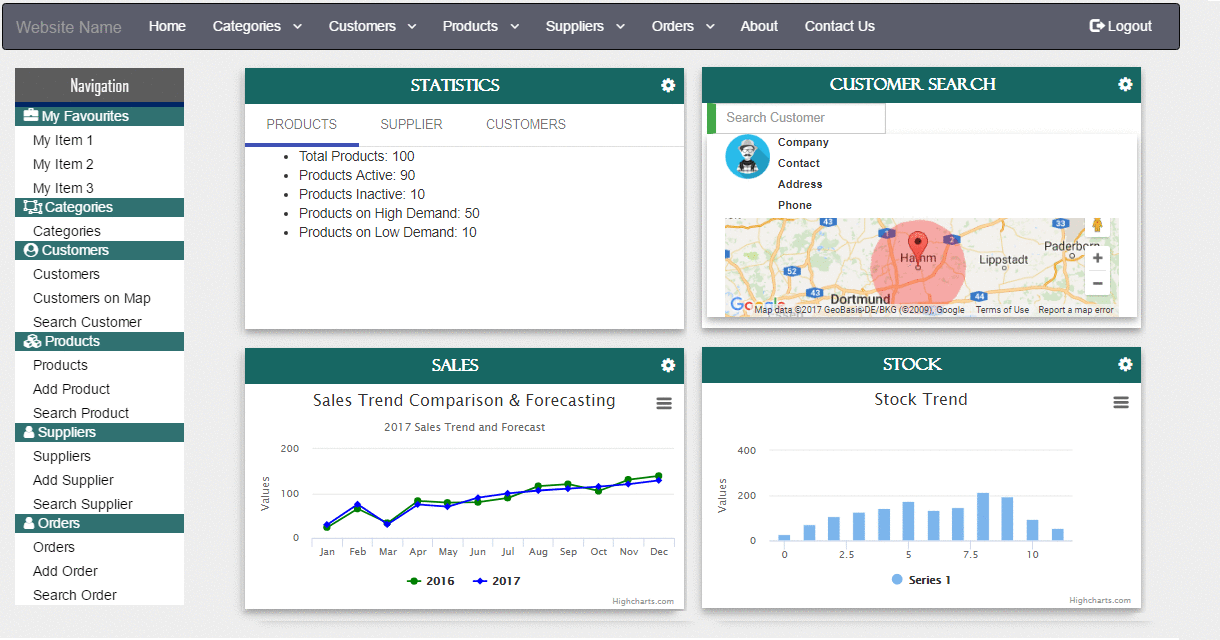 Website Name Home Categories Customers Products Suppliers Orders About Contact Us Logout
Navigation
My Favourites
My Item 1
My Item 2
My Item 3
Categories
Categories
Customers
Customers
Customers on Map
Search Customer
Products
Products
Add Product
Search Product
Suppliers
Suppliers
Add Supplier
Search Supplier
Orders
Orders
Add Order
Search Order
STATISTICS
PRODUCTS SUPPLIER CUSTOMERS
• Total Products: 100
• Products Active: 90
• Products Inactive: 10
• Products on High Demand: 50
• Products on Low Demand: 10
CUSTOMER SEARCH
Search Customer
Company
Contact
Address
Phone
43 33
1 2
Hamm Paderborn
Lippstadt
52
43 44
Dortmund
Google
Map data ©2017 GeoBasis-DE/BKG (©2009), Google Terms of Use Report a map error
SALES
Sales Trend Comparison & Forecasting
2017 Sales Trend and Forecast
Values
200
100
0
Jan Feb Mar Apr May Jun Jul Aug Sep Oct Nov Dec
2016 2017
Highcharts.com
STOCK
Stock Trend
Values
400
200
0
0 2.5 5 7.5 10
Series 1
Highcharts.com